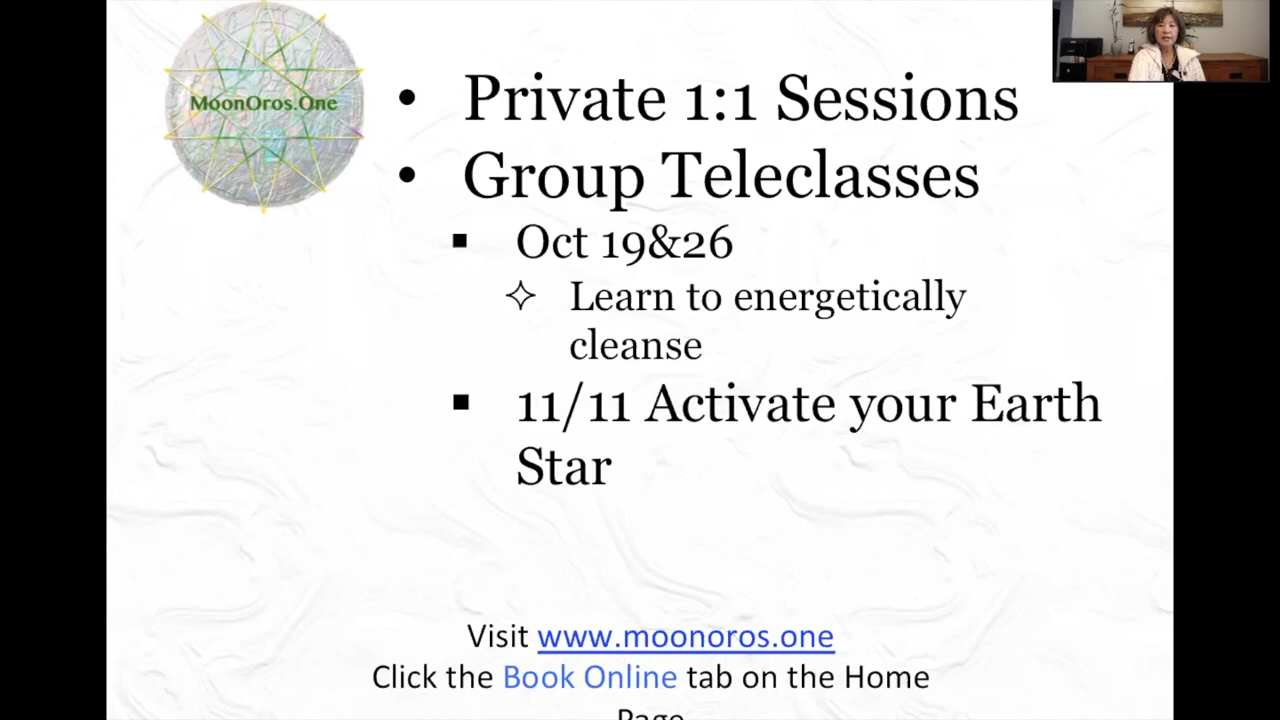 MoonOros.One
• Private 1:1 Sessions
• Group Teleclasses
▪ Oct 19&26
✧ Learn to energetically
cleanse
▪ 11/11 Activate your Earth
Star
Visit www.moonoros.one
Click the Book Online tab on the Home
Page